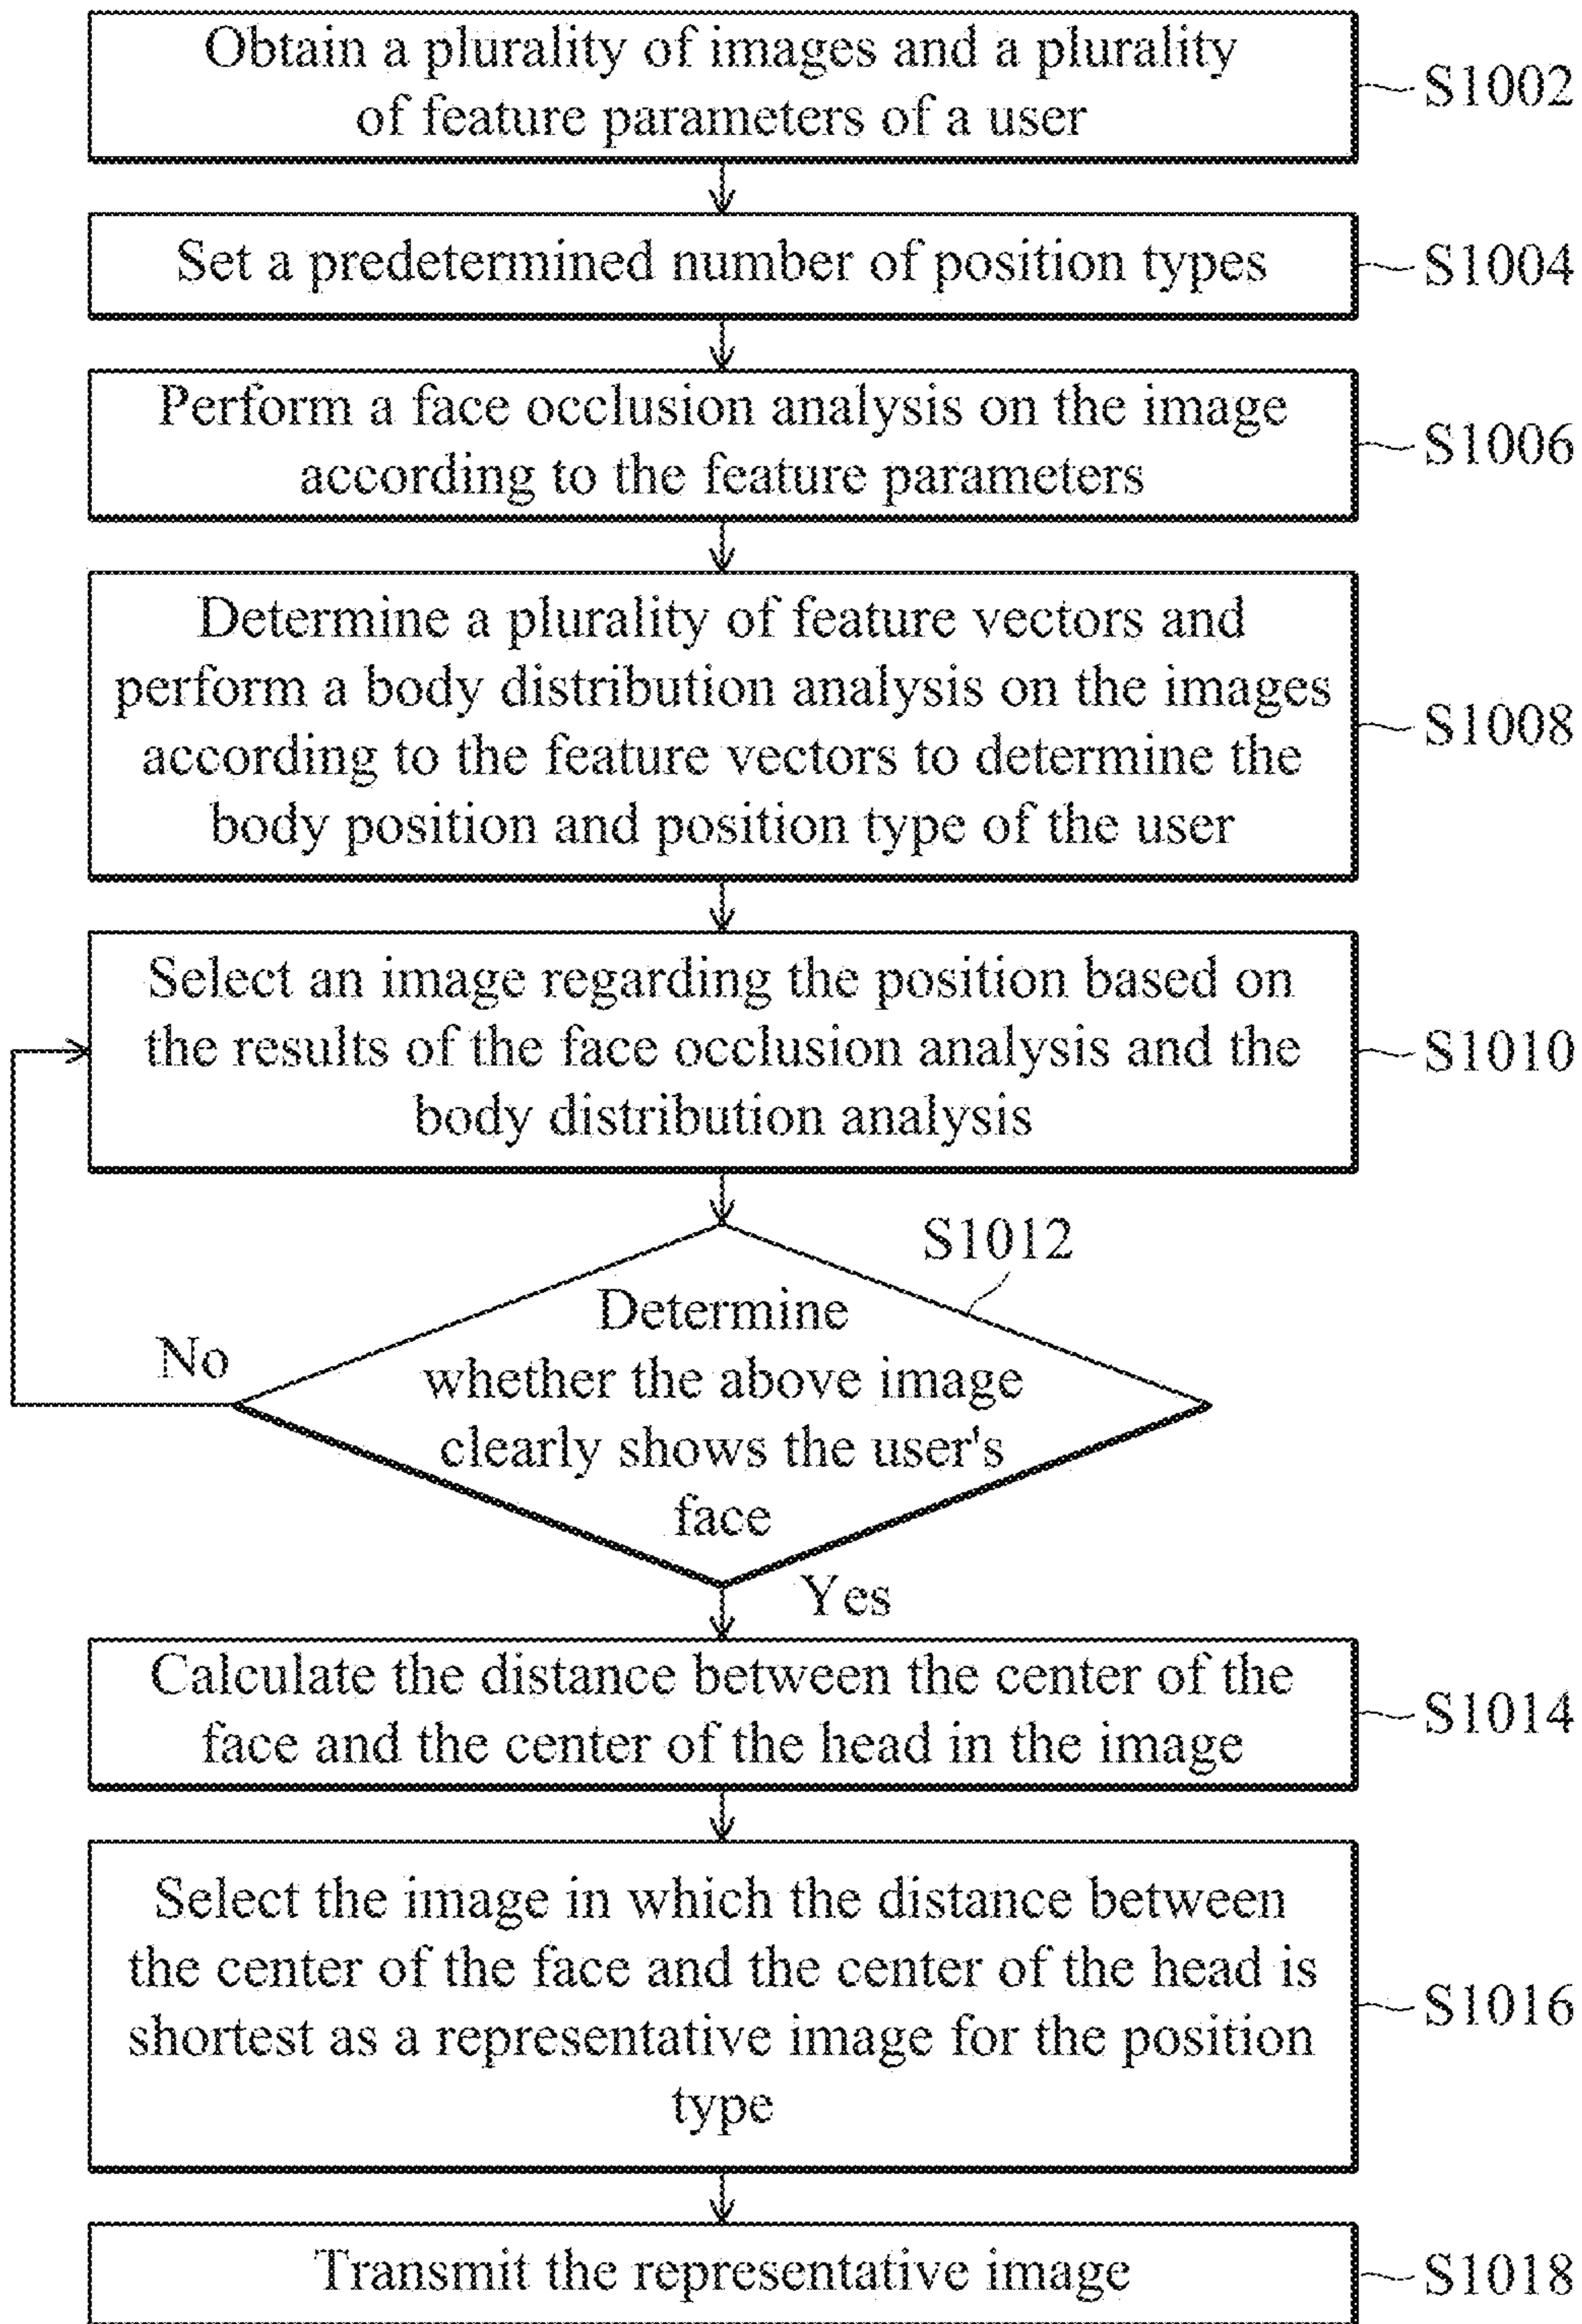 Obtain a plurality of images and a plurality
of feature parameters of a user
S1002
Set a predetermined number of position types
S1004
Perform a face occlusion analysis on the image
according to the feature parameters
S1006
Determine a plurality of feature vectors and
perform a body distribution analysis on the images
according to the feature vectors to determine the
body position and position type of the user
S1008
Select an image regarding the position based on
the results of the face occlusion analysis and the
body distribution analysis
S1010
S1012
Determine
whether the above image
clearly shows the user's
face
No
Yes
Calculate the distance between the center of the
face and the center of the head in the image
S1014
Select the image in which the distance between
the center of the face and the center of the head is
shortest as a representative image for the position
type
S1016
Transmit the representative image
S1018